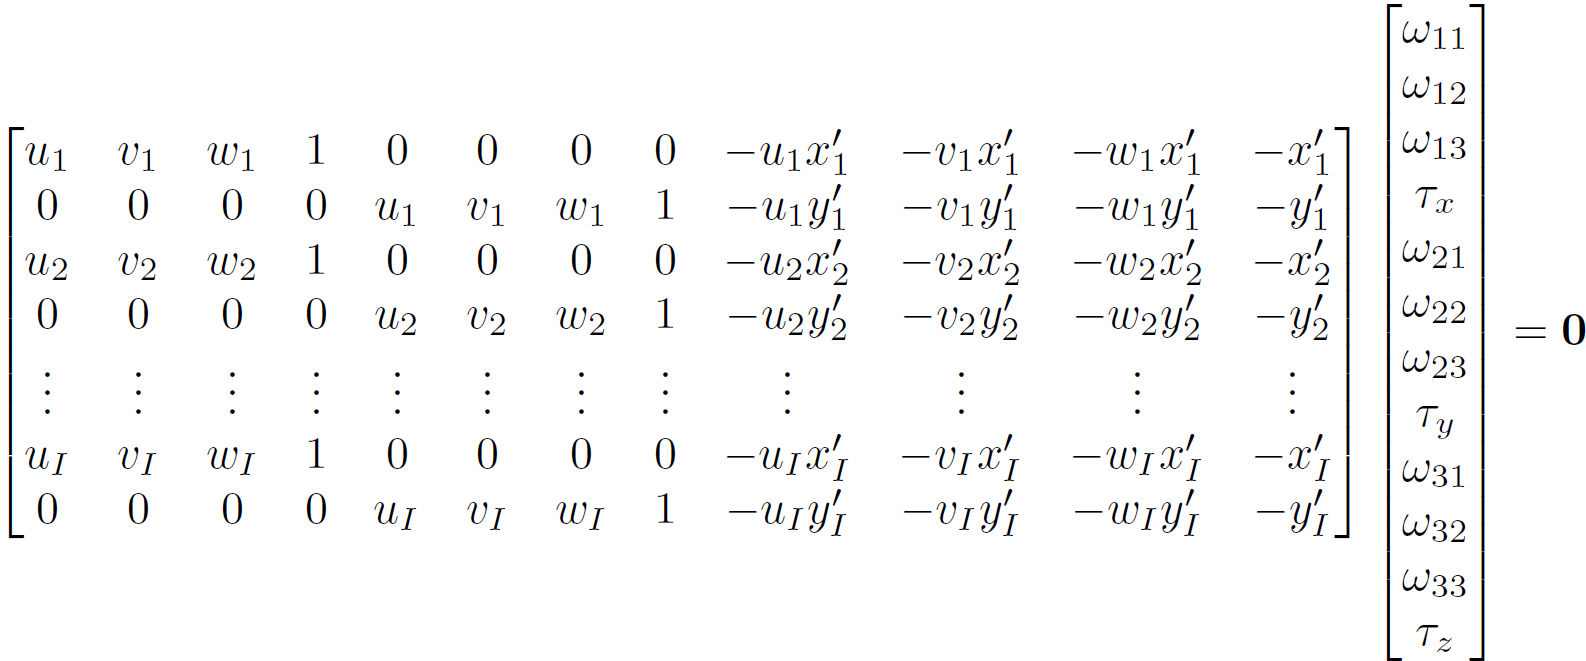 u₁ v₁ w₁ 1 0 0 0 0 −u₁x′₁ −v₁x′₁ −w₁x′₁ −x′₁
0 0 0 0 u₁ v₁ w₁ 1 −u₁y′₁ −v₁y′₁ −w₁y′₁ −y′₁
u₂ v₂ w₂ 1 0 0 0 0 −u₂x′₂ −v₂x′₂ −w₂x′₂ −x′₂
0 0 0 0 u₂ v₂ w₂ 1 −u₂y′₂ −v₂y′₂ −w₂y′₂ −y′₂
⋮ ⋮ ⋮ ⋮ ⋮ ⋮ ⋮ ⋮ ⋮ ⋮ ⋮ ⋮
u_I v_I w_I 1 0 0 0 0 −u_Ix′_I −v_Ix′_I −w_Ix′_I −x′_I
0 0 0 0 u_I v_I w_I 1 −u_Iy′_I −v_Iy′_I −w_Iy′_I −y′_I
ω₁₁
ω₁₂
ω₁₃
τₓ
ω₂₁
ω₂₂
ω₂₃
τ_y
ω₃₁
ω₃₂
ω₃₃
τ_z
= 0